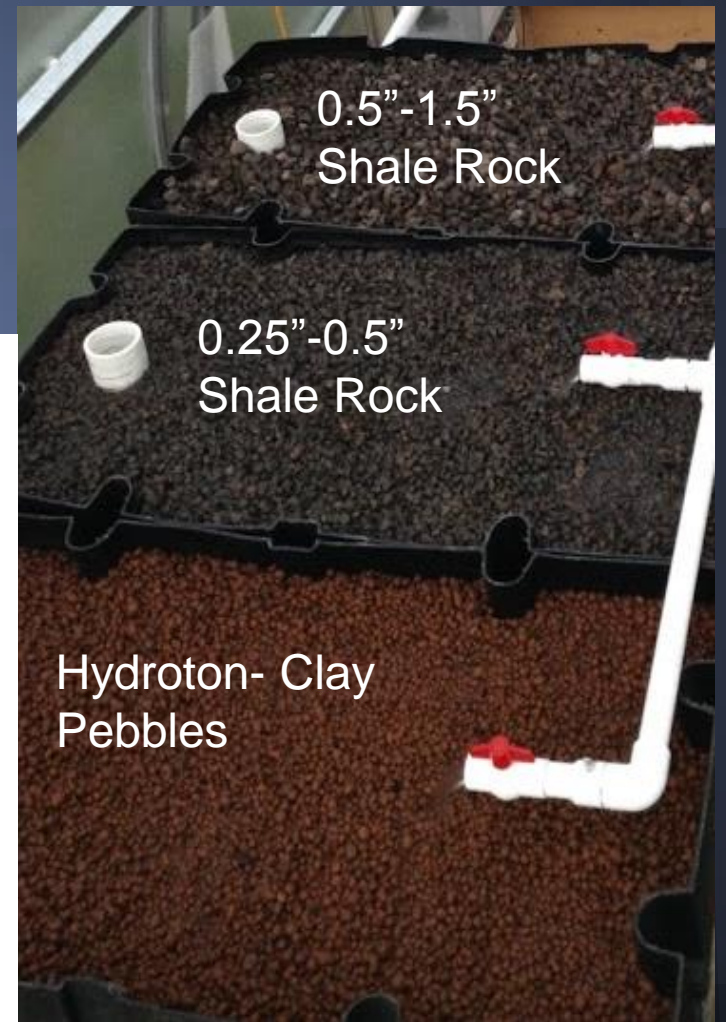 0.5”-1.5”
Shale Rock
0.25”-0.5”
Shale Rock
Hydroton- Clay
Pebbles